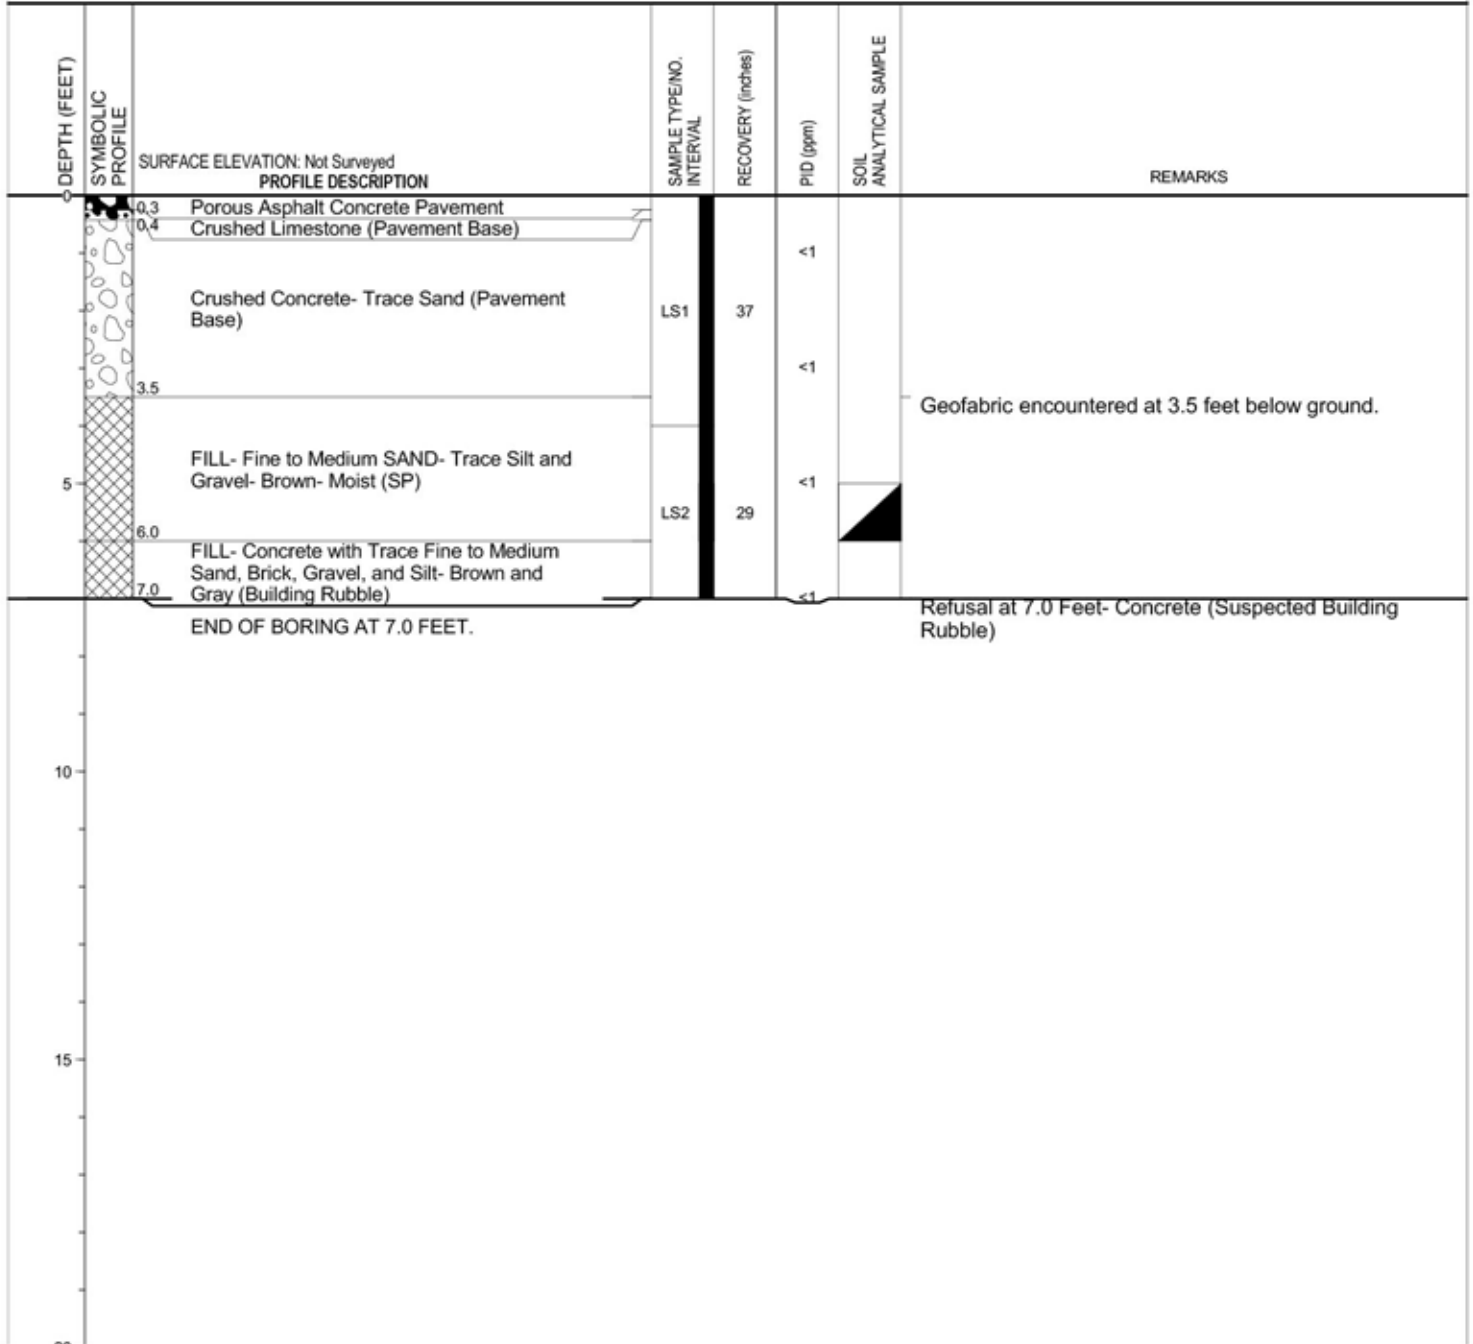 DEPTH (FEET)
SYMBOLIC
PROFILE
SURFACE ELEVATION: Not Surveyed
PROFILE DESCRIPTION
SAMPLE TYPE/NO.
INTERVAL
RECOVERY (inches)
PID (ppm)
SOIL
ANALYTICAL SAMPLE
REMARKS
0
0.3
Porous Asphalt Concrete Pavement
0.4
Crushed Limestone (Pavement Base)
<1
Crushed Concrete- Trace Sand (Pavement
Base)
LS1
37
<1
3.5
Geofabric encountered at 3.5 feet below ground.
FILL- Fine to Medium SAND- Trace Silt and
Gravel- Brown- Moist (SP)
5
<1
LS2
29
6.0
FILL- Concrete with Trace Fine to Medium
Sand, Brick, Gravel, and Silt- Brown and
Gray (Building Rubble)
7.0
<1
Refusal at 7.0 Feet- Concrete (Suspected Building
Rubble)
END OF BORING AT 7.0 FEET.
10
15